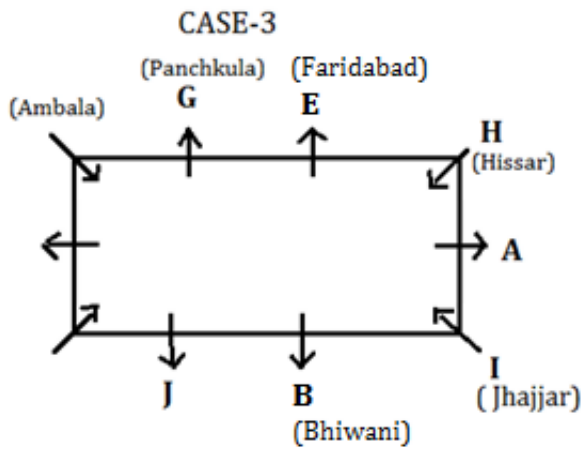 CASE-3
(Panchkula) (Faridabad)
G E
(Ambala)
H
(Hissar)
A
J B I
(Jhajjar)
(Bhiwani)